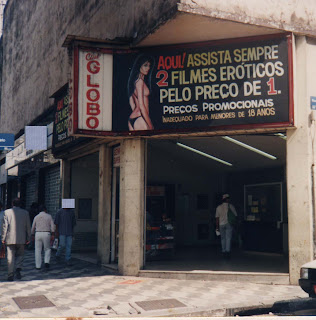 Cine
GLOBO
AQUI! ASSISTA SEMPRE
2 FILMES ERÓTICOS
PELO PREÇO DE 1.
PREÇOS PROMOCIONAIS
INADEQUADO PARA MENORES DE 18 ANOS